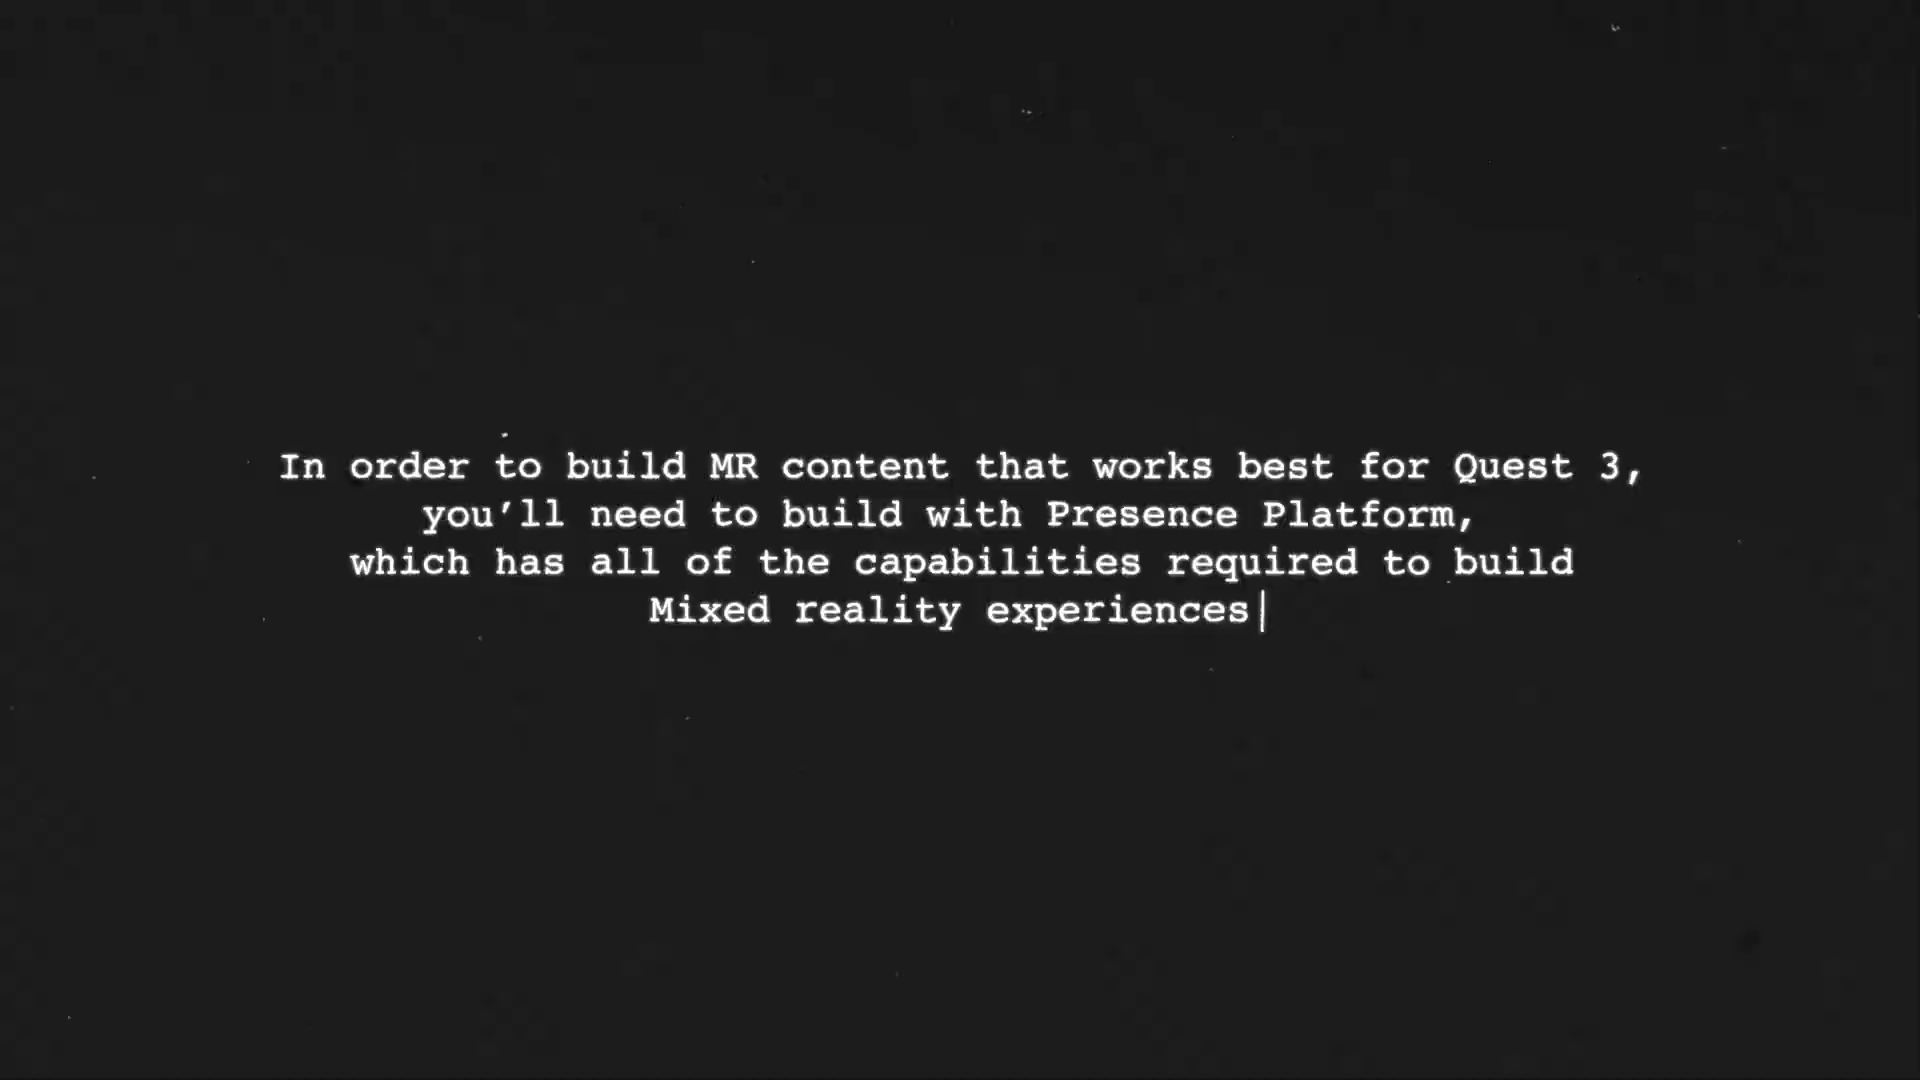 In order to build MR content that works best for Quest 3,
you’ll need to build with Presence Platform,
which has all of the capabilities required to build
Mixed reality experiences